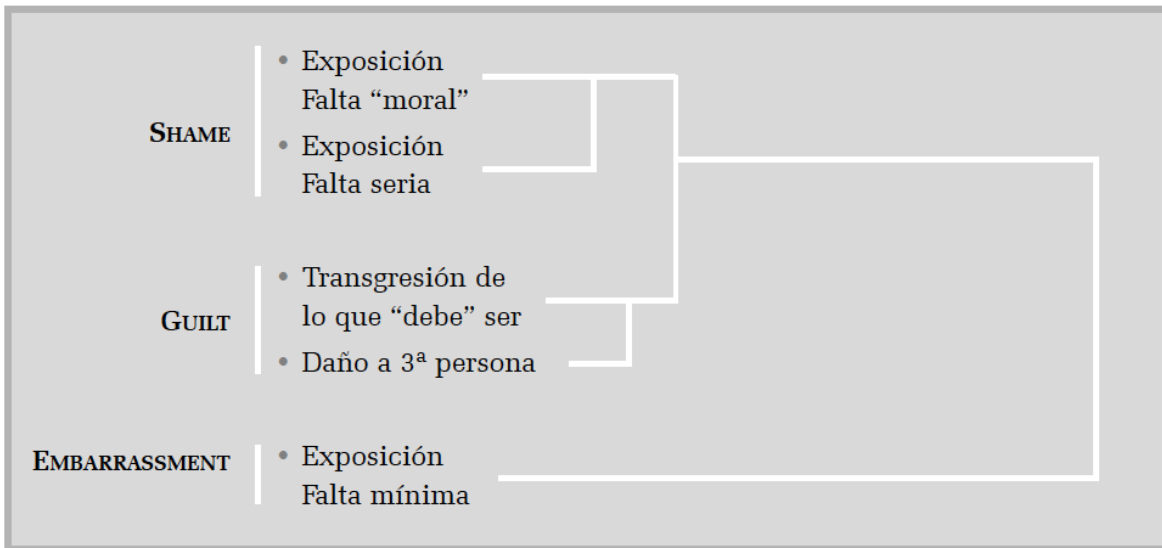 SHAME
• Exposición
Falta “moral”
• Exposición
Falta seria
GUILT
• Transgresión de
lo que “debe” ser
• Daño a 3ª persona
EMBARRASSMENT
• Exposición
Falta mínima